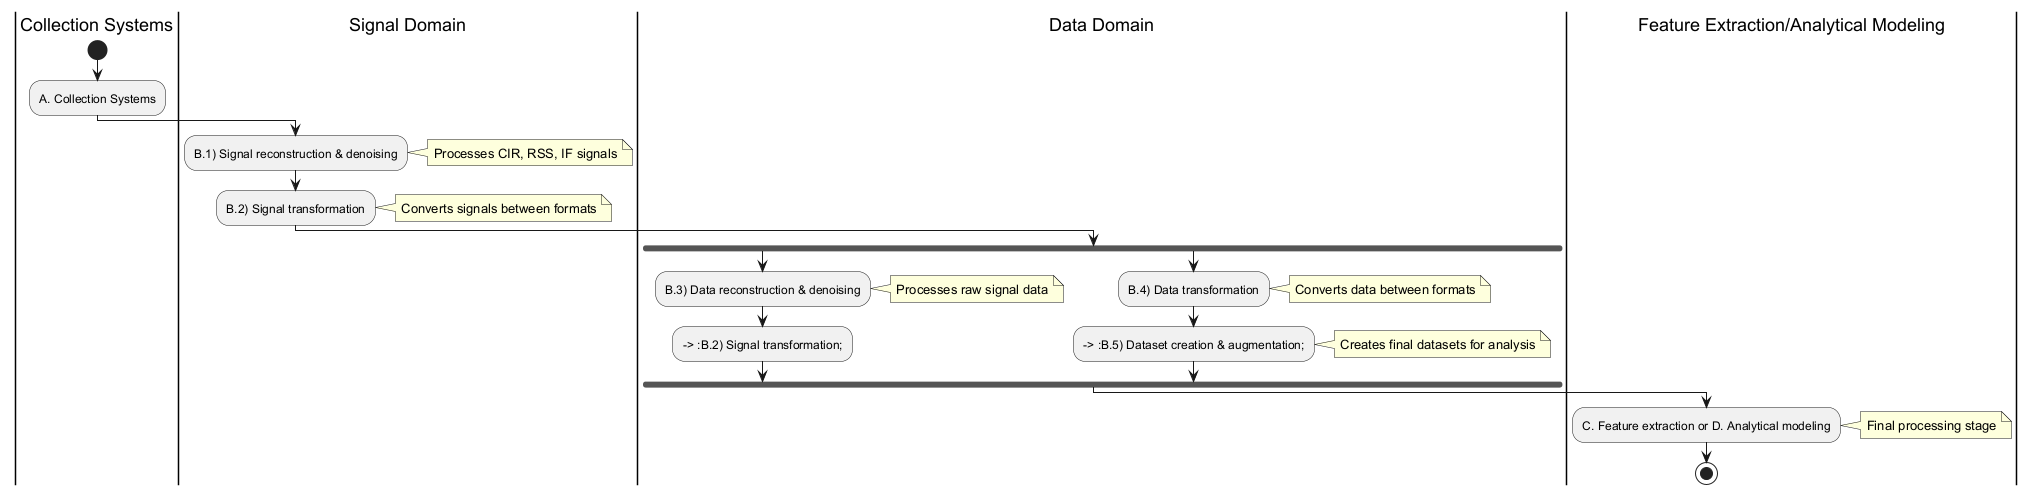 Collection Systems
Signal Domain
Data Domain
Feature Extraction/Analytical Modeling
A. Collection Systems
B.1) Signal reconstruction & denoising
Processes CIR, RSS, IF signals
B.2) Signal transformation
Converts signals between formats
B.3) Data reconstruction & denoising
Processes raw signal data
B.4) Data transformation
Converts data between formats
-> :B.2) Signal transformation;
-> :B.5) Dataset creation & augmentation;
Creates final datasets for analysis
C. Feature extraction or D. Analytical modeling
Final processing stage